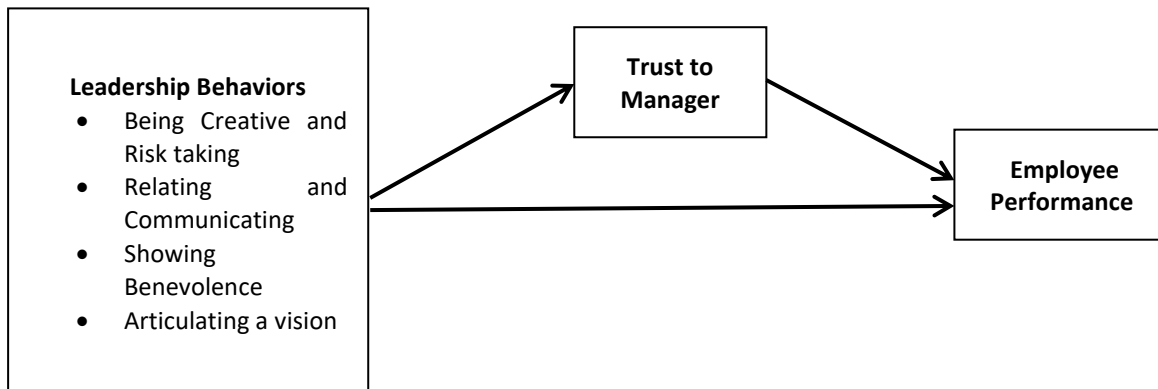 Leadership Behaviors
• Being Creative and
Risk taking
• Relating and
Communicating
• Showing
Benevolence
• Articulating a vision
Trust to
Manager
Employee
Performance